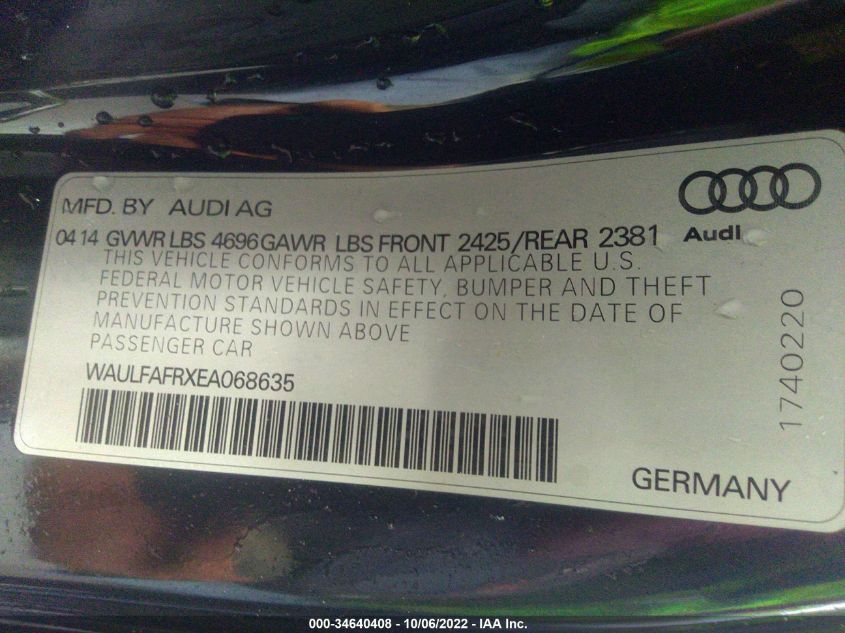 MFD. BY AUDI AG
Audi
04 14 GVWR LBS 4696 GAWR LBS FRONT 2425/REAR 2381
THIS VEHICLE CONFORMS TO ALL APPLICABLE U.S.
FEDERAL MOTOR VEHICLE SAFETY, BUMPER AND THEFT
PREVENTION STANDARDS IN EFFECT ON THE DATE OF
MANUFACTURE SHOWN ABOVE
PASSENGER CAR
WAULFAFRXEA068635
1740220
GERMANY
000-34640408 - 10/06/2022 - IAA Inc.